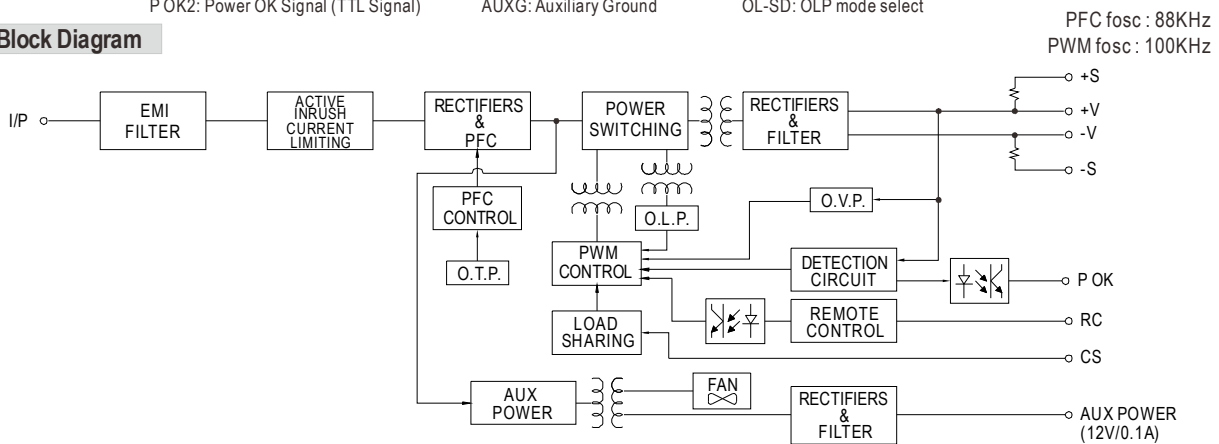 P OK2: Power OK Signal (TTL Signal) AUXG: Auxiliary Ground OL-SD: OLP mode select
Block Diagram
PFC fosc : 88KHz
PWM fosc : 100KHz
I/P
EMI
FILTER
ACTIVE
INRUSH
CURRENT
LIMITING
RECTIFIERS
&
PFC
POWER
SWITCHING
RECTIFIERS
&
FILTER
+S
+V
-V
-S
PFC
CONTROL
O.T.P.
O.L.P.
O.V.P.
PWM
CONTROL
DETECTION
CIRCUIT
P OK
REMOTE
CONTROL
RC
LOAD
SHARING
CS
AUX
POWER
FAN
RECTIFIERS
&
FILTER
AUX POWER
(12V/0.1A)